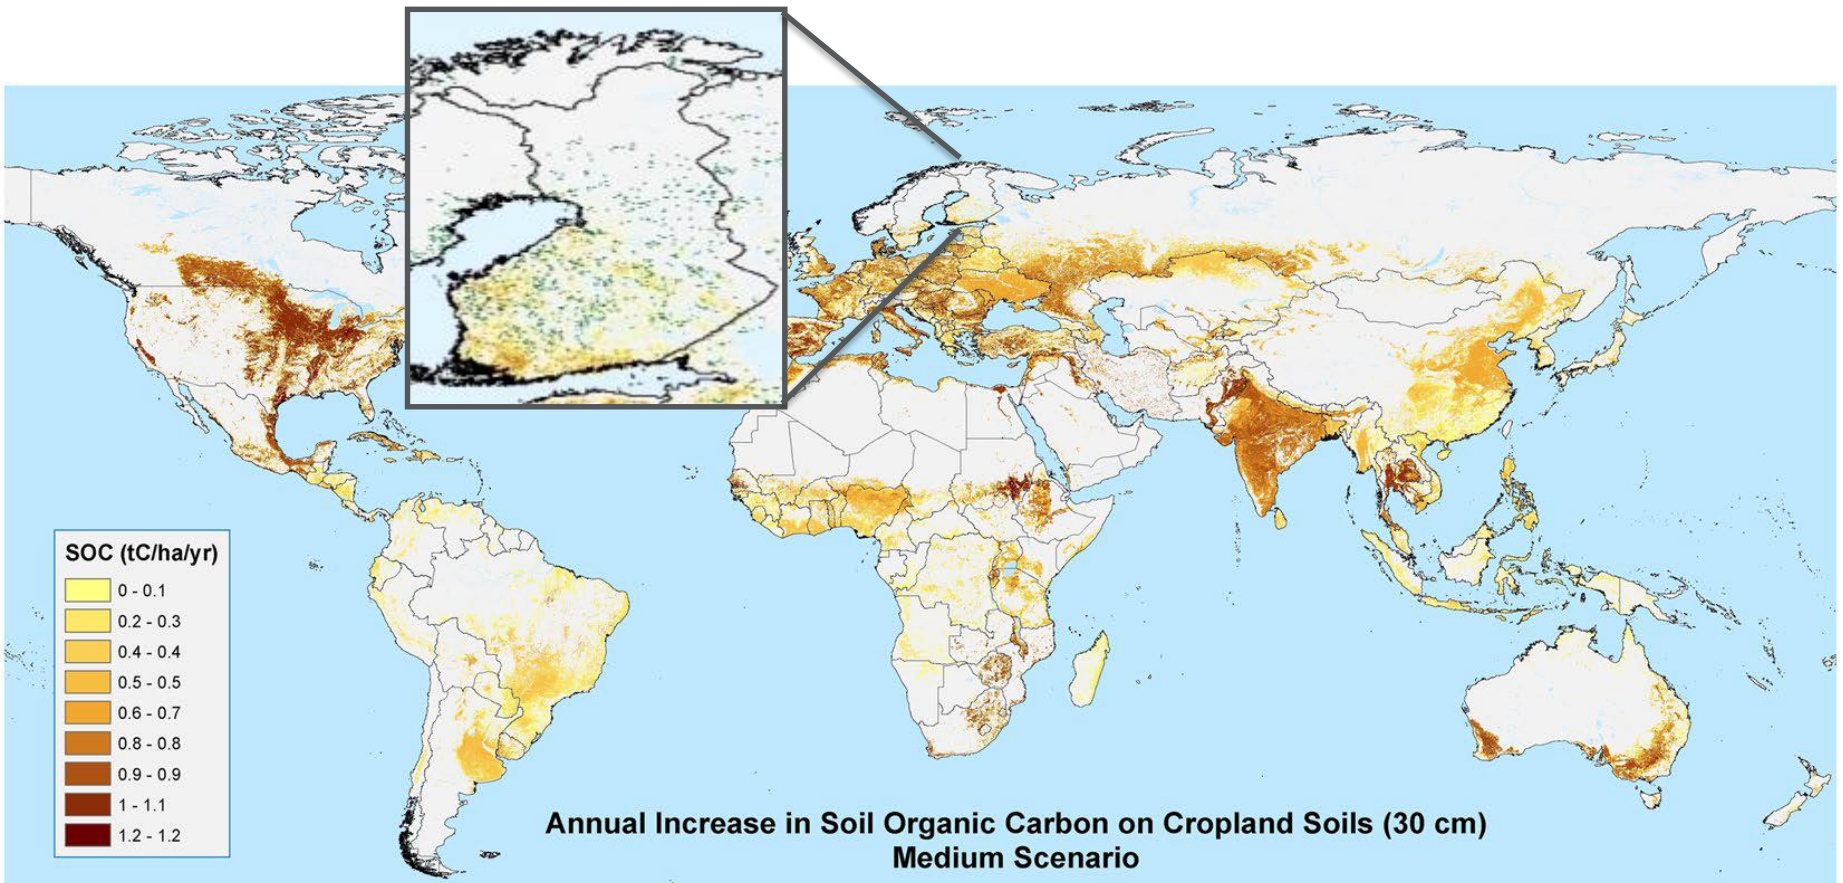 SOC (tC/ha/yr)
0 - 0.1
0.2 - 0.3
0.4 - 0.4
0.5 - 0.5
0.6 - 0.7
0.8 - 0.8
0.9 - 0.9
1 - 1.1
1.2 - 1.2
Annual Increase in Soil Organic Carbon on Cropland Soils (30 cm)
Medium Scenario